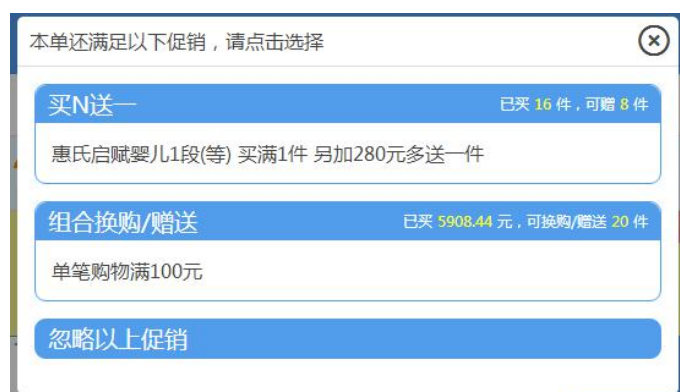 本单还满足以下促销，请点击选择
买N送一
已买 16 件，可赠 8 件
惠氏启赋婴儿1段(等) 买满1件 另加280元多送一件
组合换购/赠送
已买 5908.44 元，可换购/赠送 20 件
单笔购物满100元
忽略以上促销